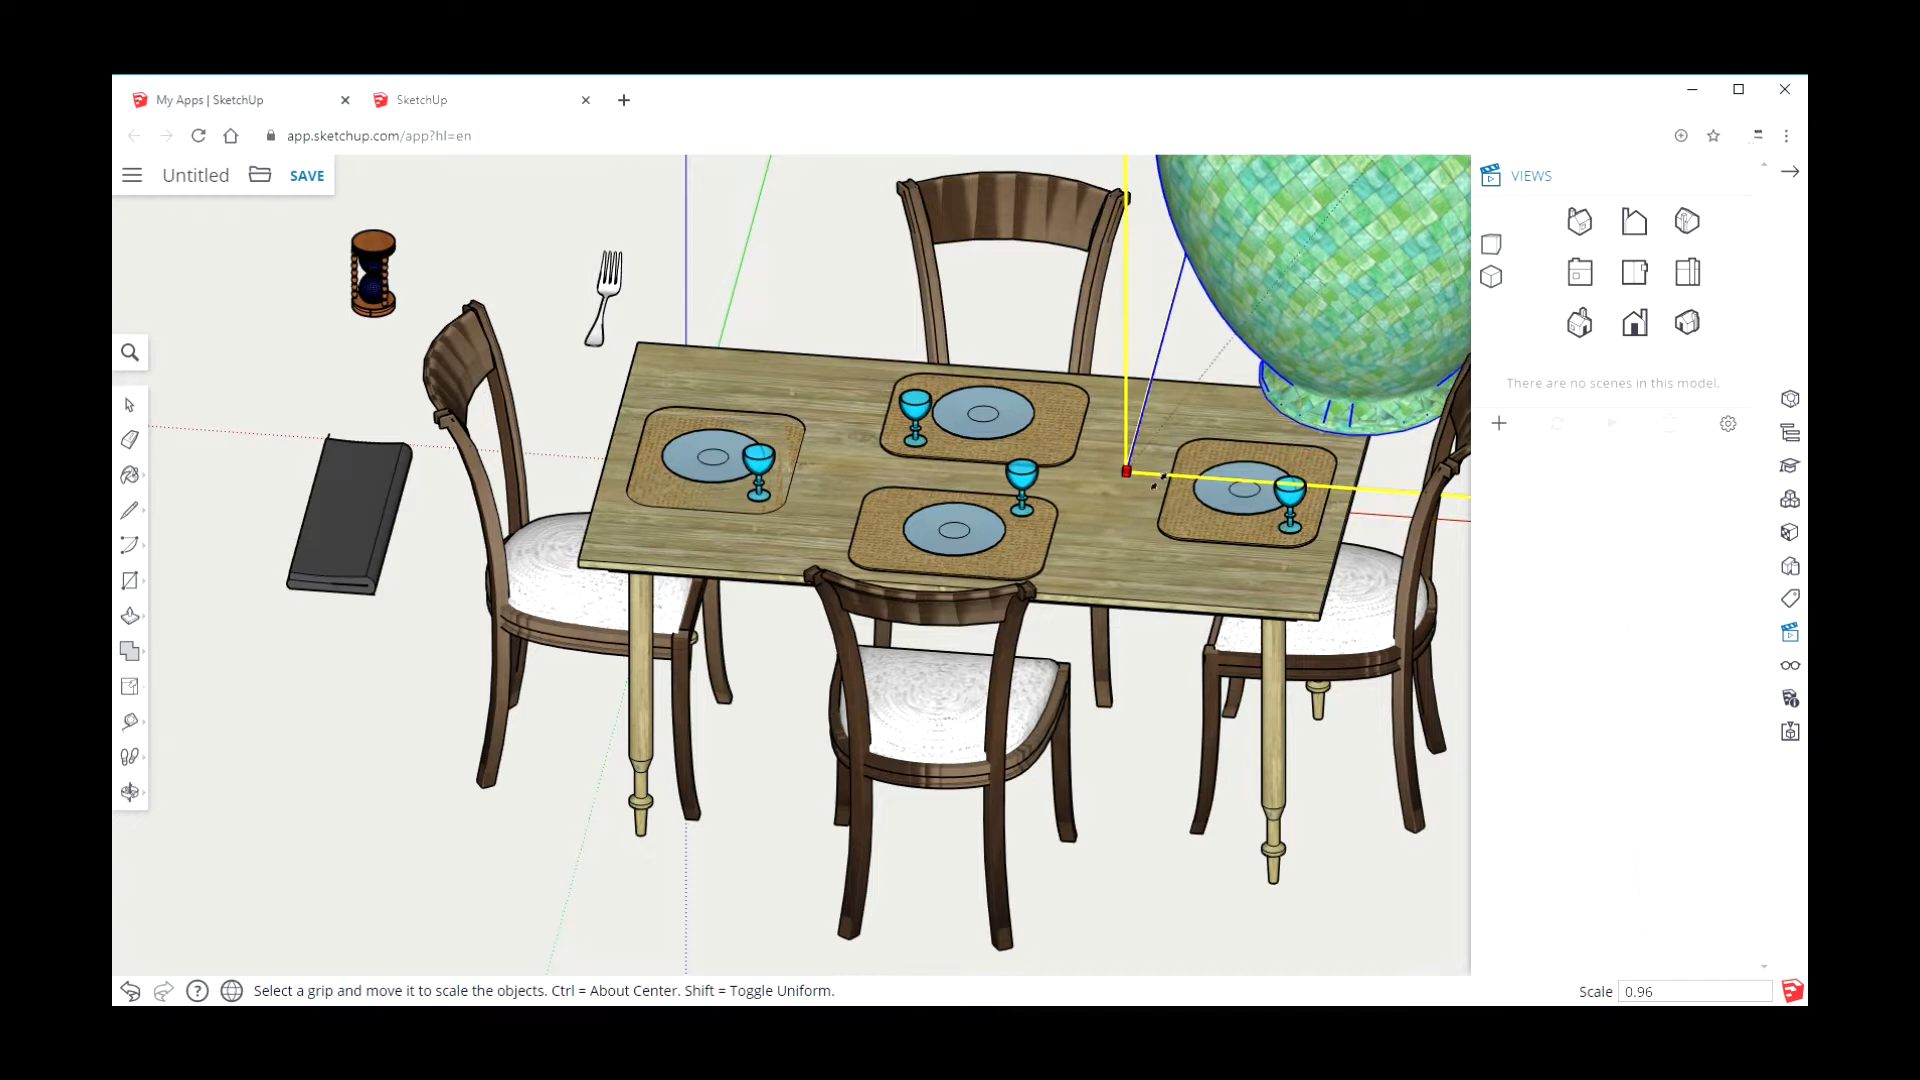 My Apps | SketchUp
SketchUp
app.sketchup.com/app?hl=en
Untitled
SAVE
VIEWS
There are no scenes in this model.
Select a grip and move it to scale the objects. Ctrl = About Center. Shift = Toggle Uniform.
Scale 0.96